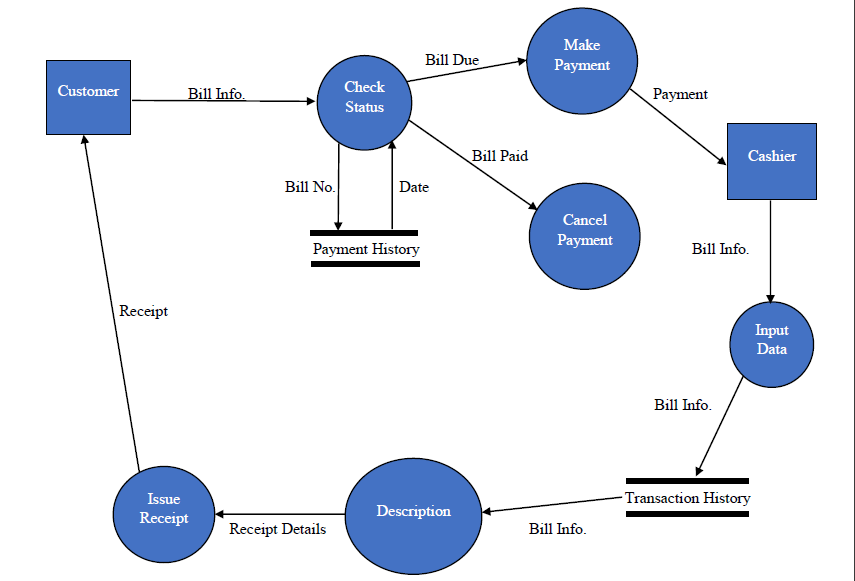 Make
Payment
Bill Due
Check
Status
Customer
Bill Info.
Payment
Cashier
Bill Paid
Bill No.
Date
Cancel
Payment
Payment History
Bill Info.
Receipt
Input
Data
Bill Info.
Transaction History
Issue
Receipt
Description
Receipt Details
Bill Info.